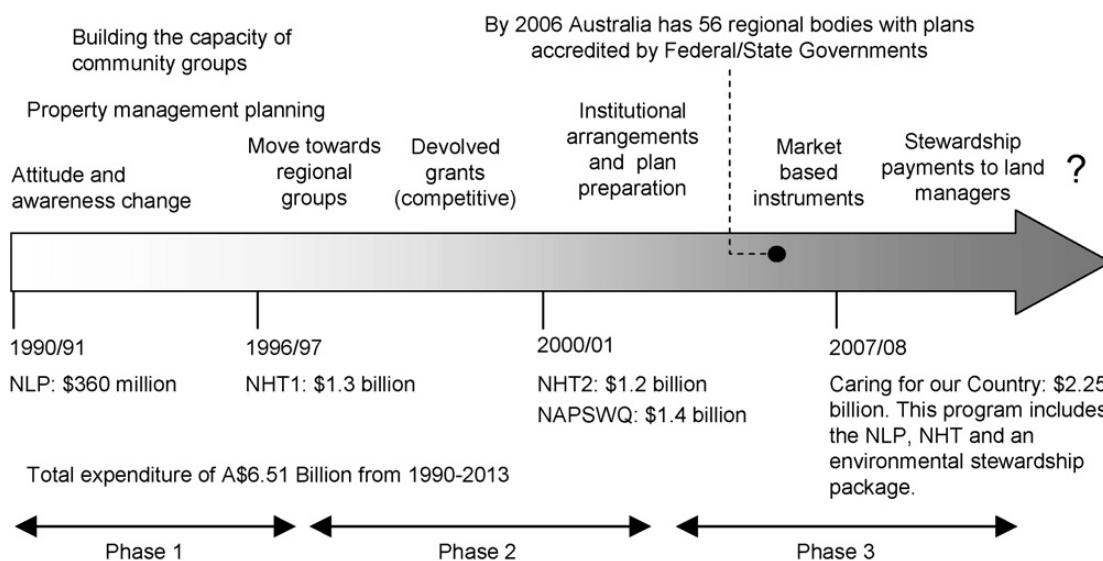 Building the capacity of
community groups
By 2006 Australia has 56 regional bodies with plans
accredited by Federal/State Governments
Property management planning
Attitude and
awareness change
Move towards
regional
groups
Devolved
grants
(competitive)
Institutional
arrangements
and plan
preparation
Market
based
instruments
Stewardship
payments to land
managers
?
1990/91
NLP: $360 million
1996/97
NHT1: $1.3 billion
2000/01
NHT2: $1.2 billion
NAPSWQ: $1.4 billion
2007/08
Caring for our Country: $2.25
billion. This program includes
the NLP, NHT and an
environmental stewardship
package.
Total expenditure of A$6.51 Billion from 1990-2013
Phase 1
Phase 2
Phase 3